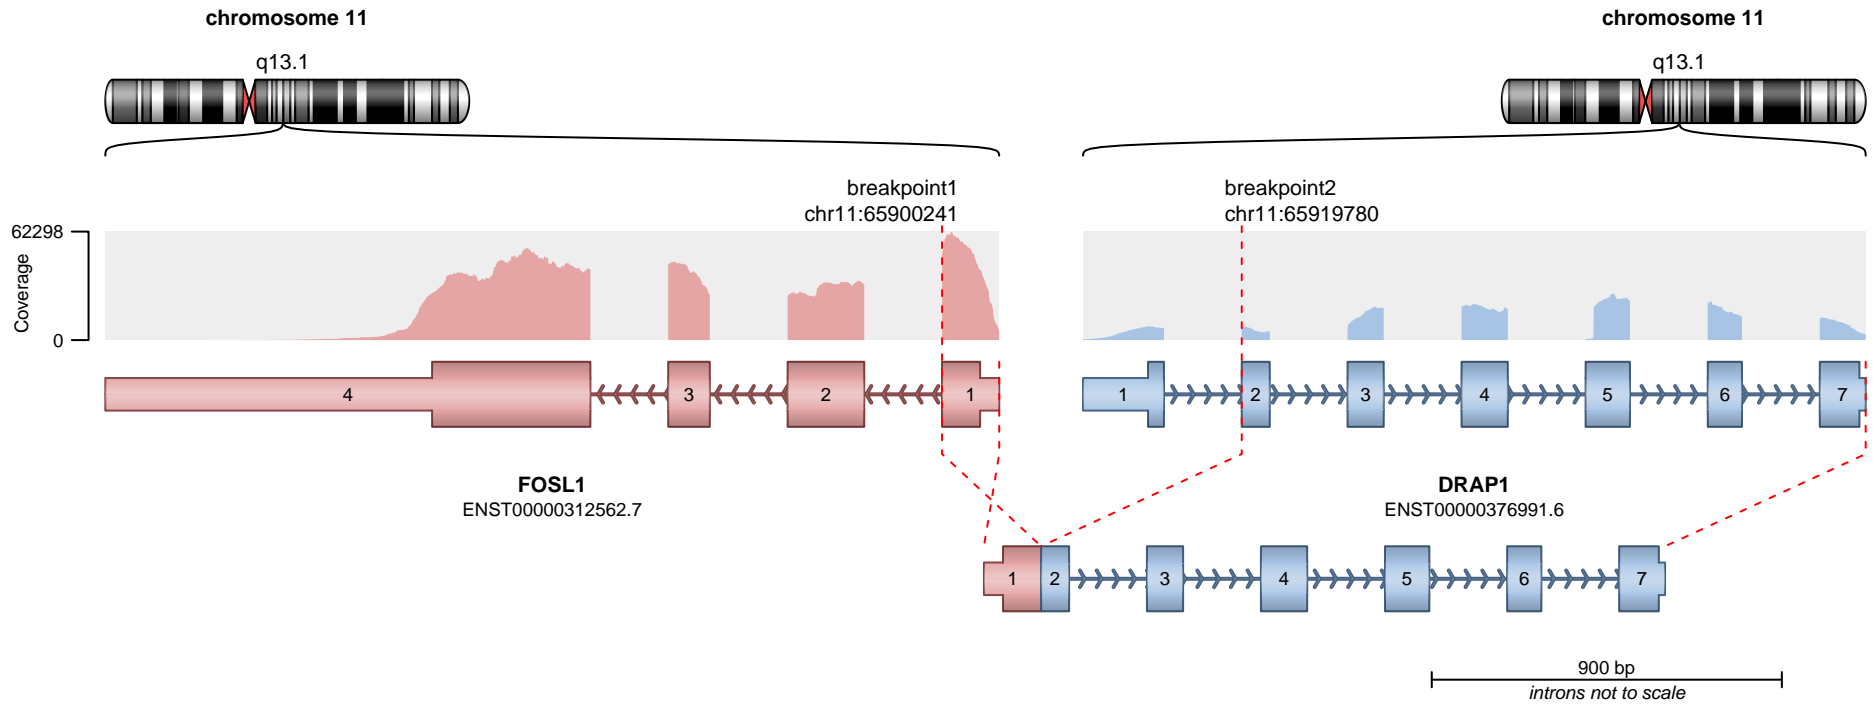 chromosome 11
chromosome 11
q13.1
q13.1
breakpoint1
chr11:65900241
breakpoint2
chr11:65919780
62298
Coverage
0
4
3
2
1
1
2
3
4
5
6
7
FOSL1
ENST00000312562.7
DRAP1
ENST00000376991.6
1
2
3
4
5
6
7
900 bp
introns not to scale